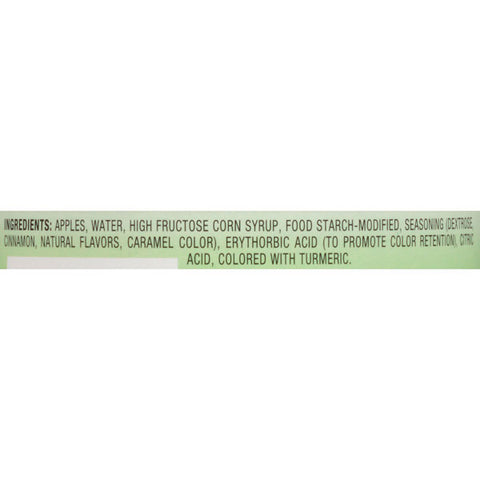 INGREDIENTS: APPLES, WATER, HIGH FRUCTOSE CORN SYRUP, FOOD STARCH-MODIFIED, SEASONING (DEXTROSE,
CINNAMON, NATURAL FLAVORS, CARAMEL COLOR), ERYTHORBIC ACID (TO PROMOTE COLOR RETENTION), CITRIC
ACID, COLORED WITH TURMERIC.